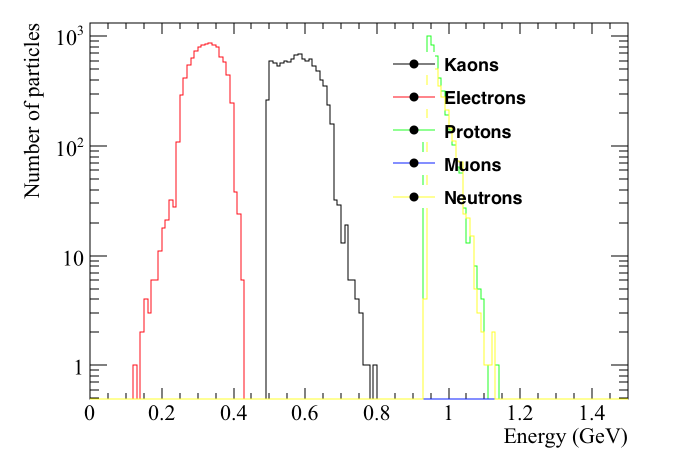 Number of particles
10³
10²
10
1
Kaons
Electrons
Protons
Muons
Neutrons
0 0.2 0.4 0.6 0.8 1 1.2 1.4
Energy (GeV)